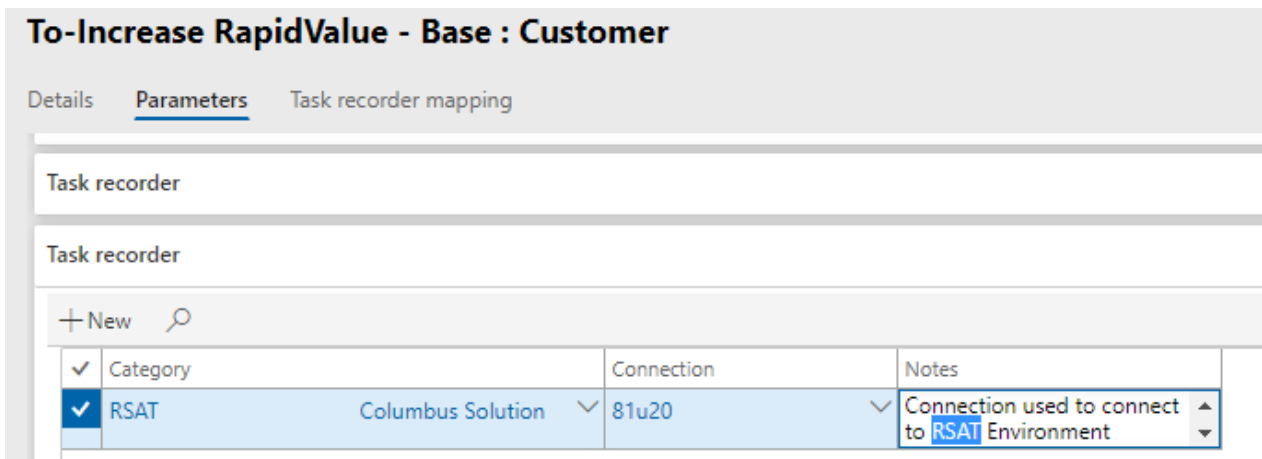 To-Increase RapidValue - Base : Customer
Details Parameters Task recorder mapping
Task recorder
Task recorder
New
Category Connection Notes
RSAT Columbus Solution 81u20 Connection used to connect
to RSAT Environment